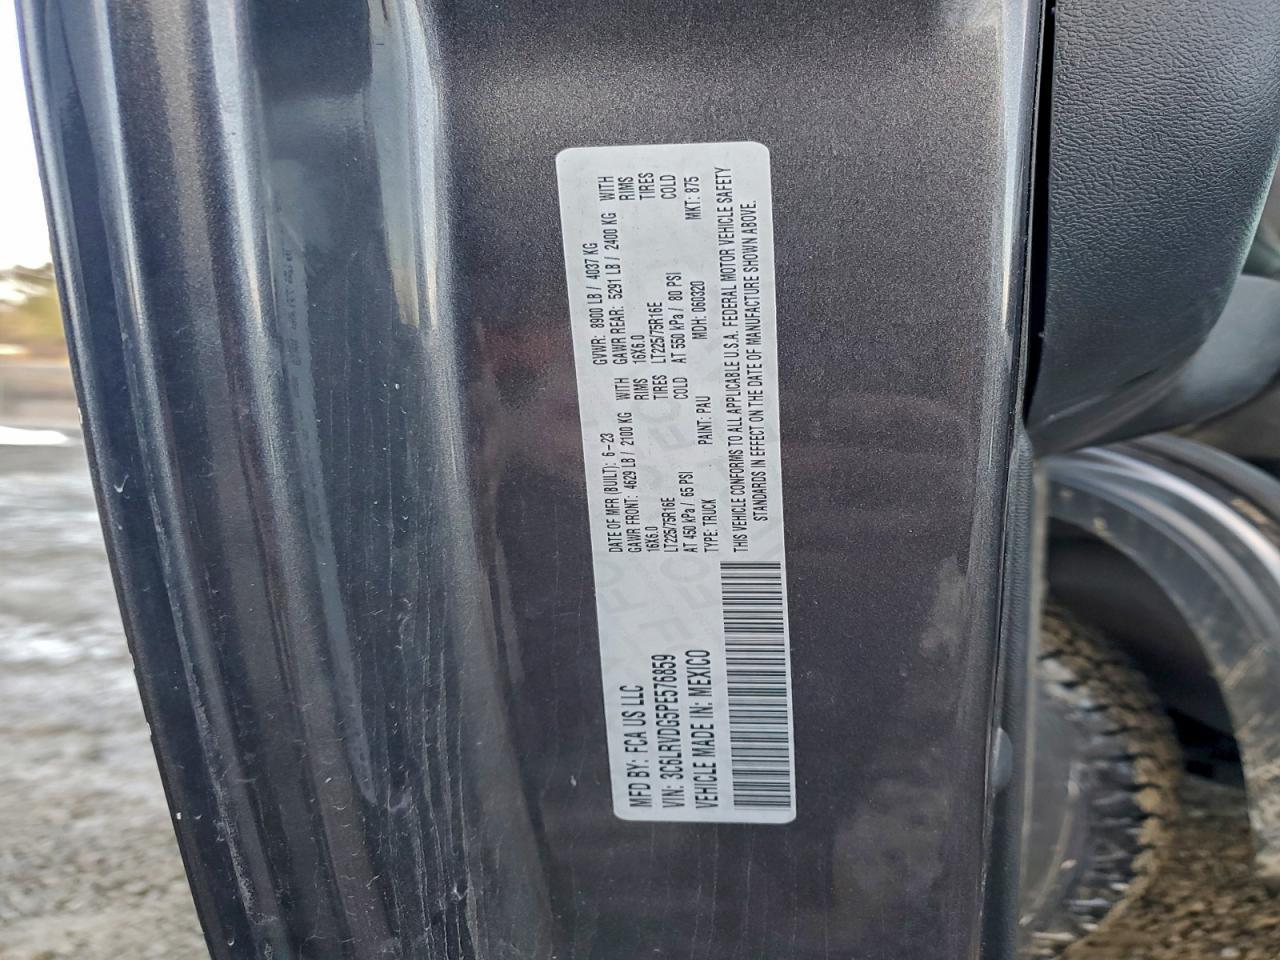 MFD BY: FCA US LLC
VIN: 3C6LRVDG5PE576859
VEHICLE MADE IN: MEXICO
DATE OF MFR (BUILT): 6-23 GVWR: 8900 LB / 4037 KG
GAWR FRONT: 4629 LB / 2100 KG WITH GAWR REAR: 5291 LB / 2400 KG WITH
16X6.0 RIMS 16X6.0 RIMS
LT225/75R16E TIRES LT225/75R16E TIRES
AT 450 kPa / 65 PSI COLD AT 550 kPa / 80 PSI COLD
TYPE: TRUCK PAINT: PAU MDH: 060320 MKT: 875
THIS VEHICLE CONFORMS TO ALL APPLICABLE U.S.A. FEDERAL MOTOR VEHICLE SAFETY
STANDARDS IN EFFECT ON THE DATE OF MANUFACTURE SHOWN ABOVE.